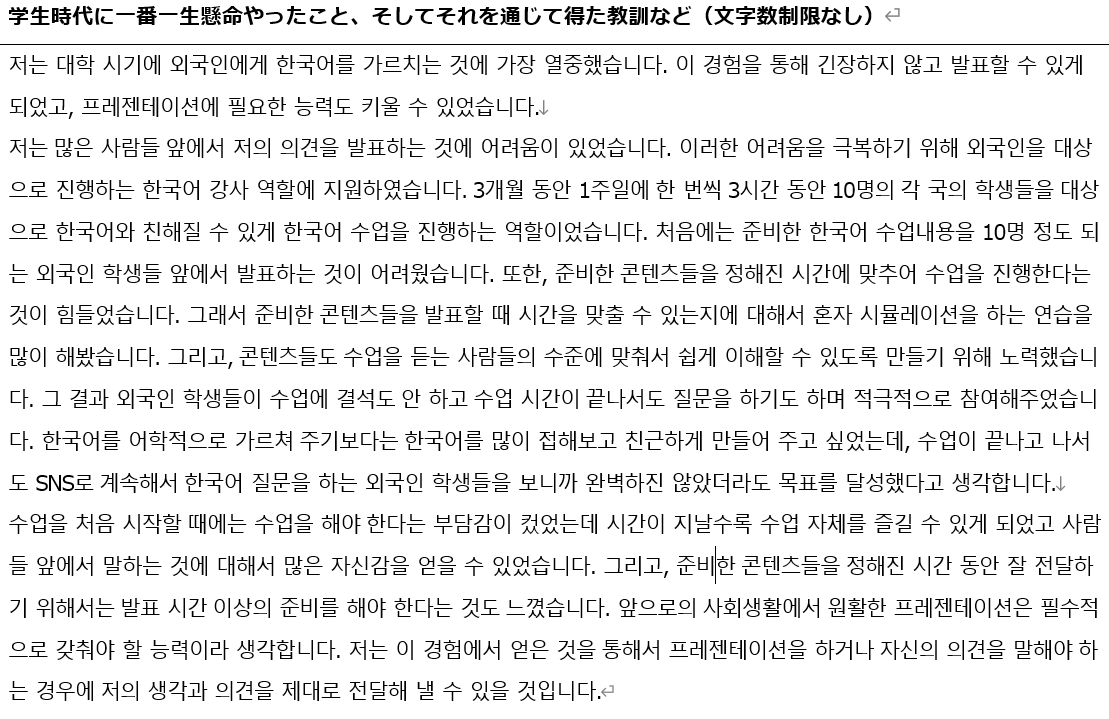 学生時代に一番一生懸命やったこと、そしてそれを通じて得た教訓など（文字数制限なし）
저는 대학 시기에 외국인에게 한국어를 가르치는 것에 가장 열중했습니다. 이 경험을 통해 긴장하지 않고 발표할 수 있게
되었고, 프레젠테이션에 필요한 능력도 키울 수 있었습니다.
저는 많은 사람들 앞에서 저의 의견을 발표하는 것에 어려움이 있었습니다. 이러한 어려움을 극복하기 위해 외국인을 대상
으로 진행하는 한국어 강사 역할에 지원하였습니다. 3개월 동안 1주일에 한 번씩 3시간 동안 10명의 각 국의 학생들을 대상
으로 한국어와 친해질 수 있게 한국어 수업을 진행하는 역할이었습니다. 처음에는 준비한 한국어 수업내용을 10명 정도 되
는 외국인 학생들 앞에서 발표하는 것이 어려웠습니다. 또한, 준비한 콘텐츠들을 정해진 시간에 맞추어 수업을 진행한다는
것이 힘들었습니다. 그래서 준비한 콘텐츠들을 발표할 때 시간을 맞출 수 있는지에 대해서 혼자 시뮬레이션을 하는 연습을
많이 해봤습니다. 그리고, 콘텐츠들도 수업을 듣는 사람들의 수준에 맞춰서 쉽게 이해할 수 있도록 만들기 위해 노력했습니
다. 그 결과 외국인 학생들이 수업에 결석도 안 하고 수업 시간이 끝나서도 질문을 하기도 하며 적극적으로 참여해주었습니
다. 한국어를 어학적으로 가르쳐 주기보다는 한국어를 많이 접해보고 친근하게 만들어 주고 싶었는데, 수업이 끝나고 나서
도 SNS로 계속해서 한국어 질문을 하는 외국인 학생들을 보니까 완벽하진 않았더라도 목표를 달성했다고 생각합니다.
수업을 처음 시작할 때에는 수업을 해야 한다는 부담감이 컸었는데 시간이 지날수록 수업 자체를 즐길 수 있게 되었고 사람
들 앞에서 말하는 것에 대해서 많은 자신감을 얻을 수 있었습니다. 그리고, 준비한 콘텐츠들을 정해진 시간 동안 잘 전달하
기 위해서는 발표 시간 이상의 준비를 해야 한다는 것도 느꼈습니다. 앞으로의 사회생활에서 원활한 프레젠테이션은 필수적
으로 갖춰야 할 능력이라 생각합니다. 저는 이 경험에서 얻은 것을 통해서 프레젠테이션을 하거나 자신의 의견을 말해야 하
는 경우에 저의 생각과 의견을 제대로 전달해 낼 수 있을 것입니다.